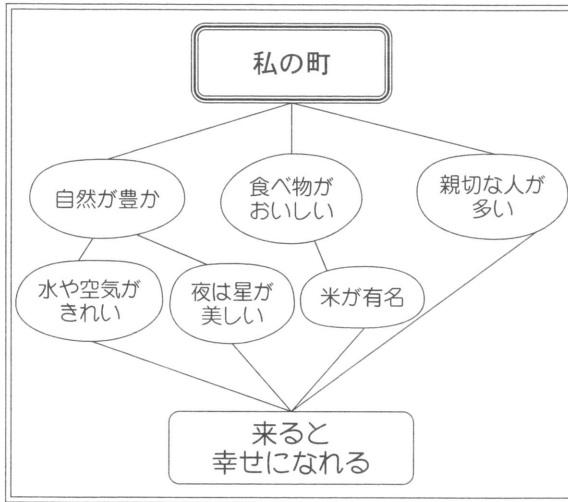 私の町
自然が豊か
食べ物が
おいしい
親切な人が
多い
水や空気が
きれい
夜は星が
美しい
米が有名
来ると
幸せになれる